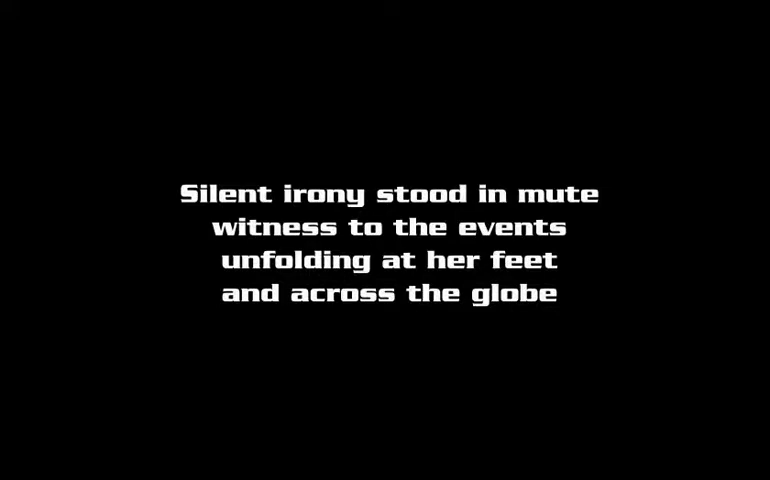 Silent irony stood in mute
witness to the events
unfolding at her feet
and across the globe